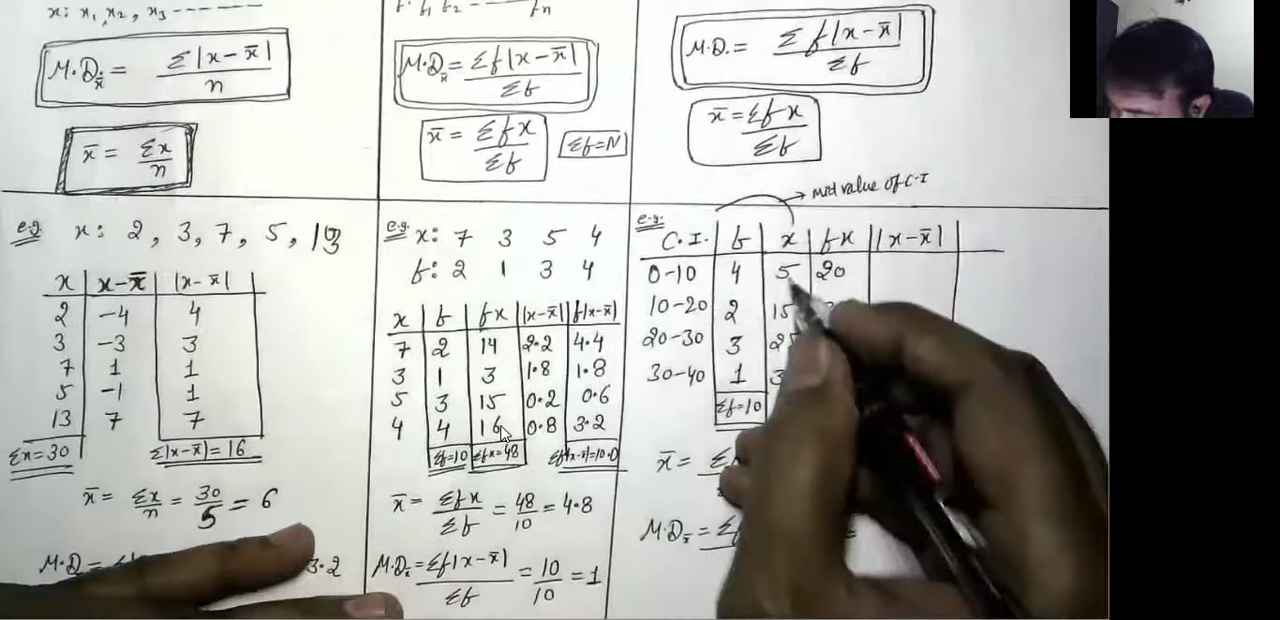 x: x₁, x₂, x₃ -------
M.D.x̄ = Σ|x-x̄| / n
x̄ = Σx / n
e.g. x: 2, 3, 7, 5, 13
x | x-x̄ | |x-x̄|
2 | -4 | 4
3 | -3 | 3
7 | 1 | 1
5 | -1 | 1
13 | 7 | 7
Σx=30 Σ|x-x̄| = 16
x̄ = Σx/n = 30/5 = 6
M.D. = 3.2
f: f₁ f₂ ------- fn
M.D.x̄ = Σf|x-x̄| / Σf
x̄ = Σfx / Σf
Σf=N
e.g. x: 7 3 5 4
f: 2 1 3 4
x | f | fx | |x-x̄| | f|x-x̄|
7 | 2 | 14 | 2.2 | 4.4
3 | 1 | 3 | 1.8 | 1.8
5 | 3 | 15 | 0.2 | 0.6
4 | 4 | 16 | 0.8 | 3.2
Σf=10 Σfx=48 Σf|x-x̄|=10.0
x̄ = Σfx / Σf = 48/10 = 4.8
M.D.x̄ = Σf|x-x̄| / Σf = 10/10 = 1
M.D. = Σf|x-x̄| / Σf
x̄ = Σfx / Σf
→ mid value of C-I
e.g. C.I. | f | x | fx | |x-x̄|
0-10 | 4 | 5 | 20
10-20 | 2 | 15
20-30 | 3
30-40 | 1
Σf=10
x̄ =
M.D.x̄ = =